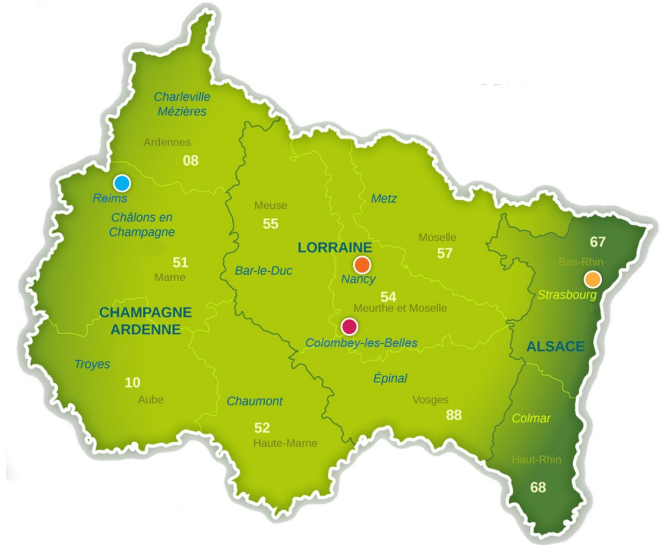 Charleville
Mézières
Ardennes
08
Reims
Châlons en
Champagne
51
Marne
CHAMPAGNE
ARDENNE
Troyes
10
Aube
Chaumont
52
Haute-Marne
Meuse
55
Bar-le-Duc
LORRAINE
Metz
Moselle
57
Nancy
54
Meurthe et Moselle
Colombey-les-Belles
Épinal
Vosges
88
67
Bas-Rhin
Strasbourg
ALSACE
Colmar
Haut-Rhin
68